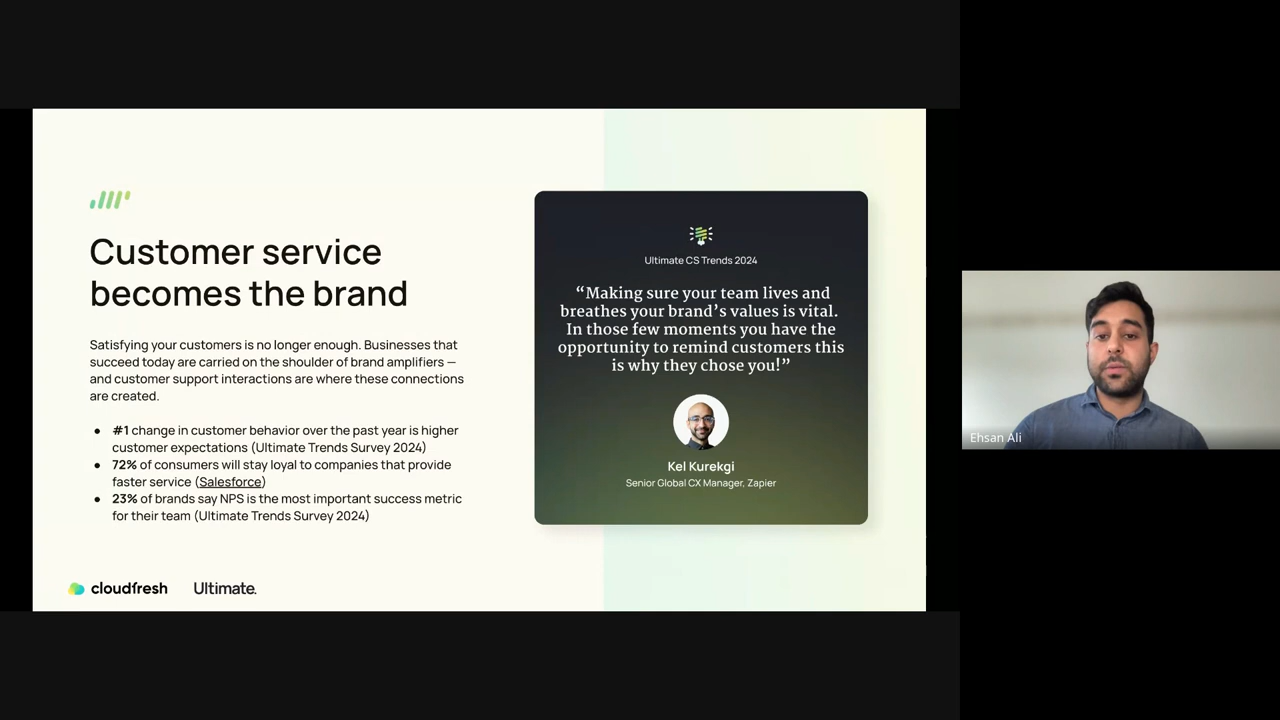 Customer service
becomes the brand
Satisfying your customers is no longer enough. Businesses that
succeed today are carried on the shoulder of brand amplifiers —
and customer support interactions are where these connections
are created.
● #1 change in customer behavior over the past year is higher
customer expectations (Ultimate Trends Survey 2024)
● 72% of consumers will stay loyal to companies that provide
faster service (Salesforce)
● 23% of brands say NPS is the most important success metric
for their team (Ultimate Trends Survey 2024)
cloudfresh
Ultimate.
Ultimate CS Trends 2024
“Making sure your team lives and
breathes your brand’s values is vital.
In those few moments you have the
opportunity to remind customers this
is why they chose you!”
Kel Kurekgi
Senior Global CX Manager, Zapier
Ehsan Ali